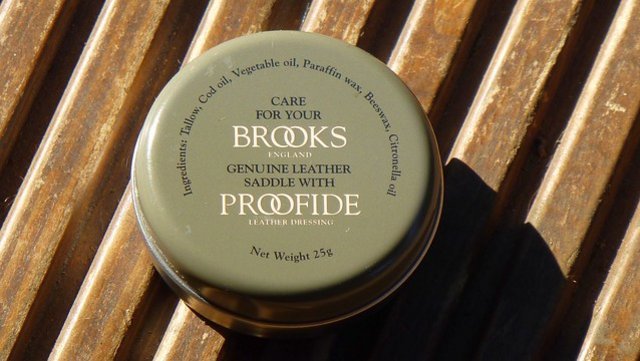 Ingredients: Tallow, Cod oil, Vegetable oil, Paraffin wax, Beeswax, Citronella oil
CARE
FOR YOUR
BROOKS
ENGLAND
GENUINE LEATHER
SADDLE WITH
PROOFIDE
LEATHER DRESSING
Net Weight 25g